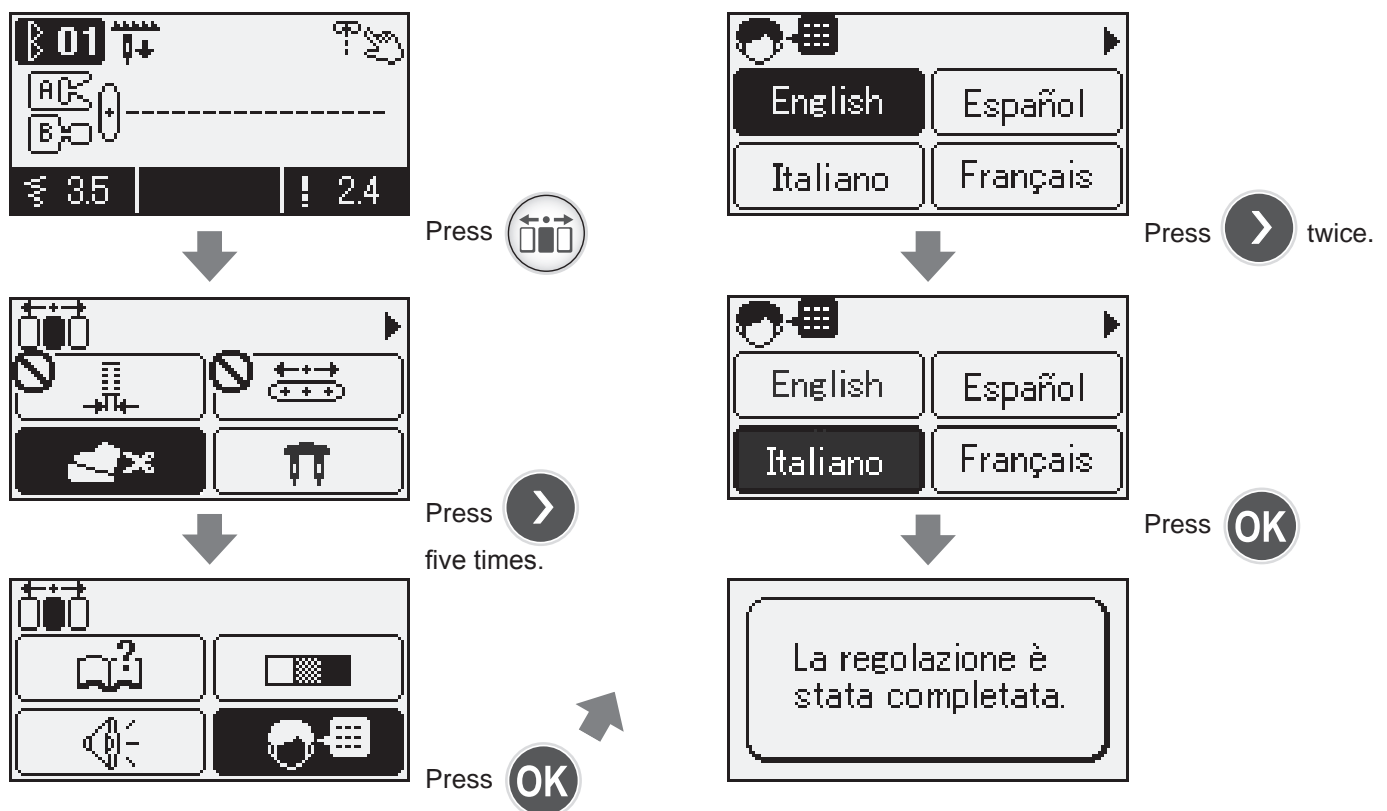 01
A
B
3.5
2.4
Press
Press
five times.
Press OK
English Español
Italiano Français
Press twice.
English Español
Italiano Français
Press OK
La regolazione è
stata completata.